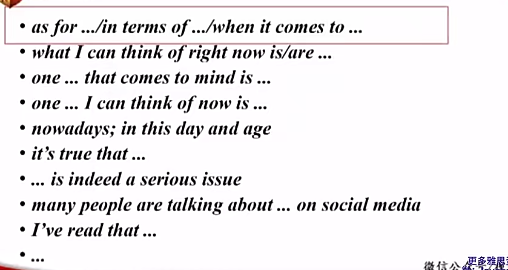 • as for .../in terms of .../when it comes to ...
• what I can think of right now is/are ...
• one ... that comes to mind is ...
• one ... I can think of now is ...
• nowadays; in this day and age
• it's true that ...
• ... is indeed a serious issue
• many people are talking about ... on social media
• I've read that ...
• ...
更多雅思
微信公